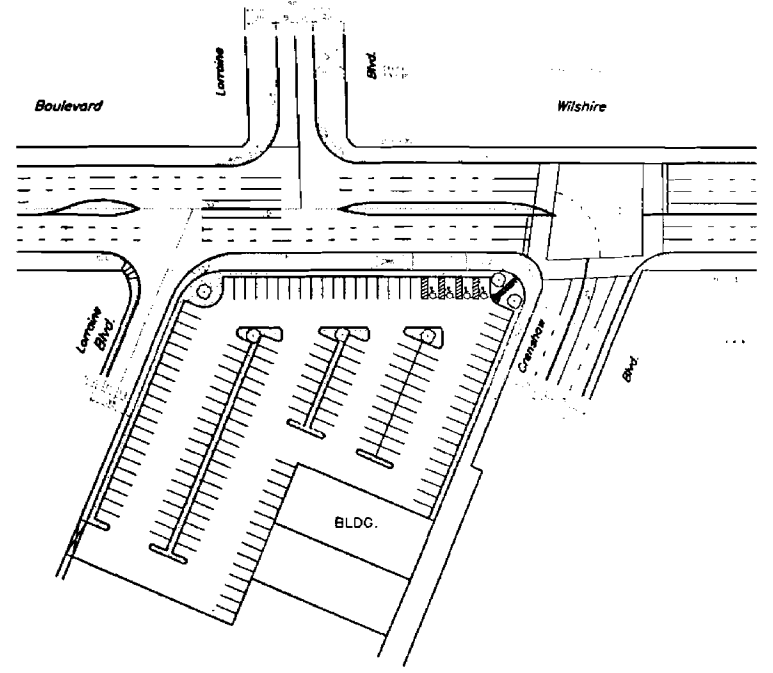 Lorraine
Blvd.
Boulevard
Wilshire
Lorraine
Blvd.
Crenshaw
Blvd.
BLDG.